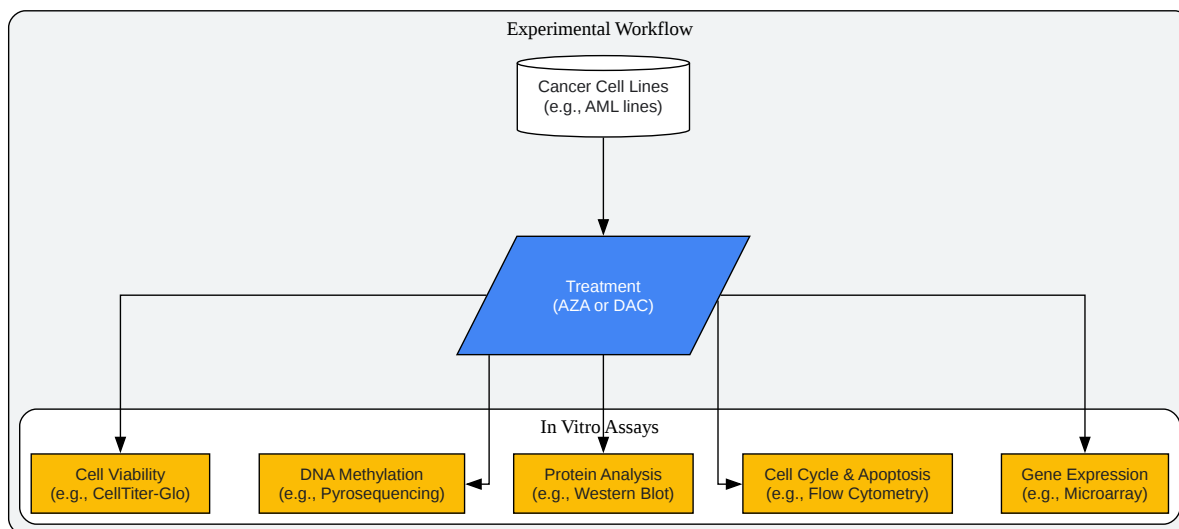 Experimental Workflow
Cancer Cell Lines
(e.g., AML lines)
Treatment
(AZA or DAC)
In Vitro Assays
Cell Viability
(e.g., CellTiter-Glo)
DNA Methylation
(e.g., Pyrosequencing)
Protein Analysis
(e.g., Western Blot)
Cell Cycle & Apoptosis
(e.g., Flow Cytometry)
Gene Expression
(e.g., Microarray)